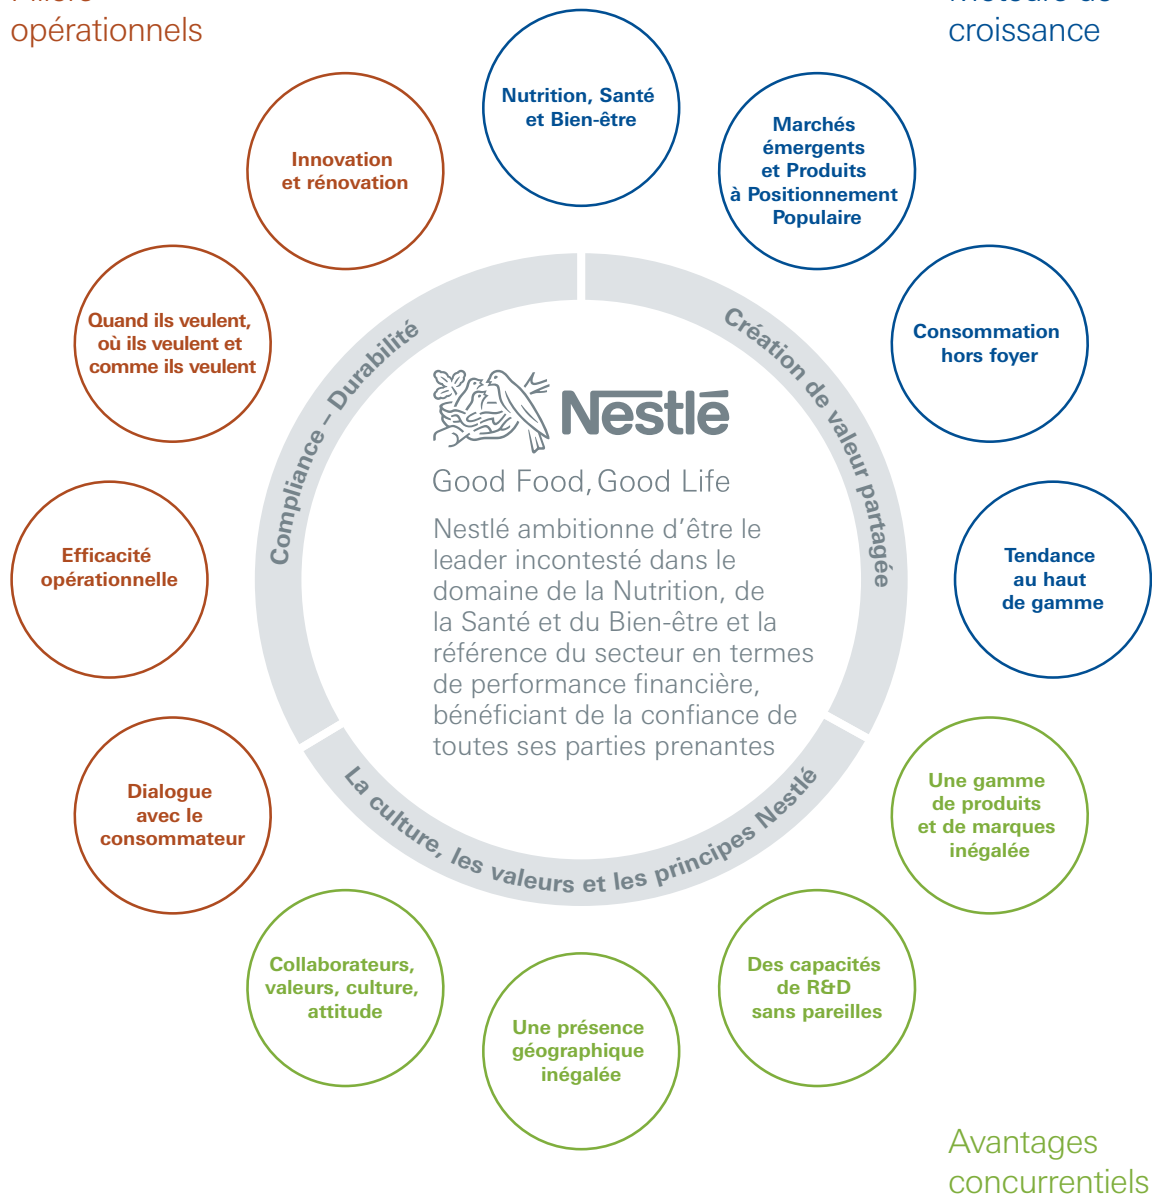 opérationnels
croissance
Nutrition, Santé
et Bien-être
Marchés
émergents
et Produits
à Positionnement
Populaire
Innovation
et rénovation
Quand ils veulent,
où ils veulent et
comme ils veulent
Consommation
hors foyer
Compliance – Durabilité
Création de valeur partagée
Nestlé
Good Food, Good Life
Nestlé ambitionne d’être le
leader incontesté dans le
domaine de la Nutrition, de
la Santé et du Bien-être et la
référence du secteur en termes
de performance financière,
bénéficiant de la confiance de
toutes ses parties prenantes
Efficacité
opérationnelle
Tendance
au haut
de gamme
Dialogue
avec le
consommateur
La culture, les valeurs et les principes Nestlé
Une gamme
de produits
et de marques
inégalée
Collaborateurs,
valeurs, culture,
attitude
Une présence
géographique
inégalée
Des capacités
de R&D
sans pareilles
Avantages
concurrentiels